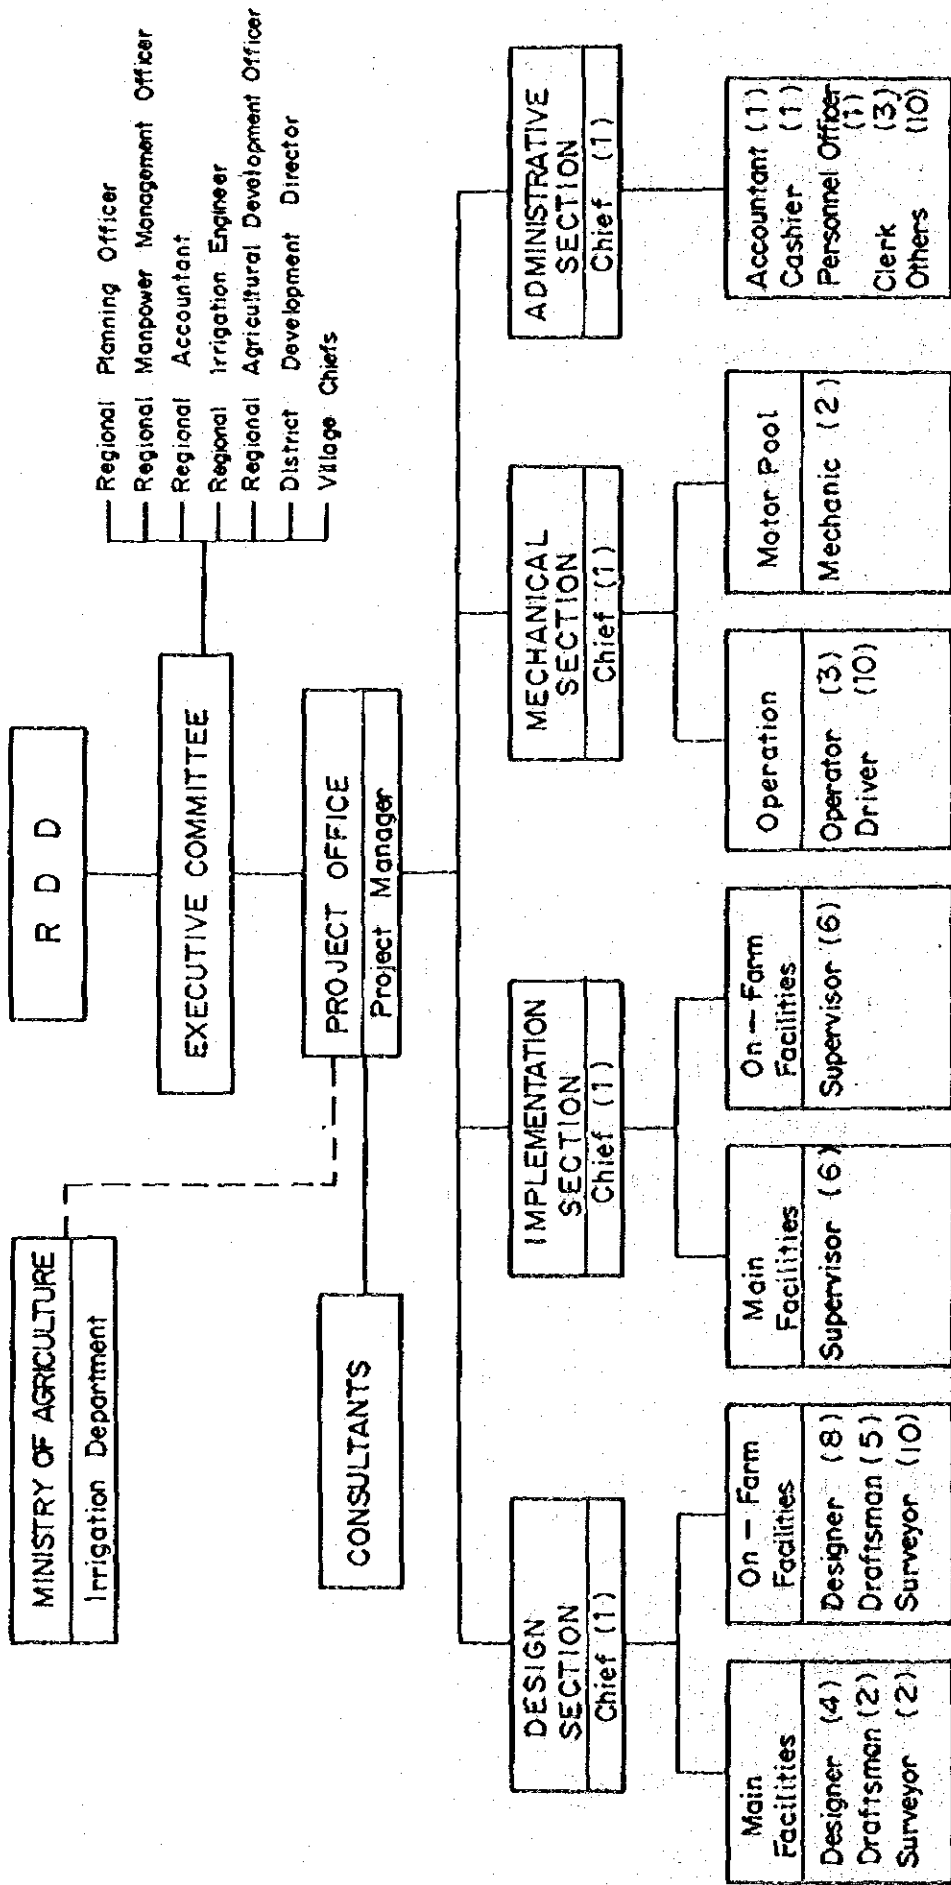 R D D
MINISTRY OF AGRICULTURE
Irrigation Department
EXECUTIVE COMMITTEE
Regional Planning Officer
Regional Manpower Management Officer
Regional Accountant
Regional Irrigation Engineer
Regional Agricultural Development Officer
District Development Director
Village Chiefs
PROJECT OFFICE
Project Manager
CONSULTANTS
DESIGN
SECTION
Chief (1)
IMPLEMENTATION
SECTION
Chief (1)
MECHANICAL
SECTION
Chief (1)
ADMINISTRATIVE
SECTION
Chief (1)
Main
Facilities
Designer (4)
Draftsman (2)
Surveyor (2)
On-Farm
Facilities
Designer (8)
Draftsman (5)
Surveyor (10)
Main
Facilities
Supervisor (6)
On-Farm
Facilities
Supervisor (6)
Operation
Operator (3)
Driver (10)
Motor Pool
Mechanic (2)
Accountant (1)
Cashier (1)
Personnel Officer
(1)
Clerk (3)
Others (10)